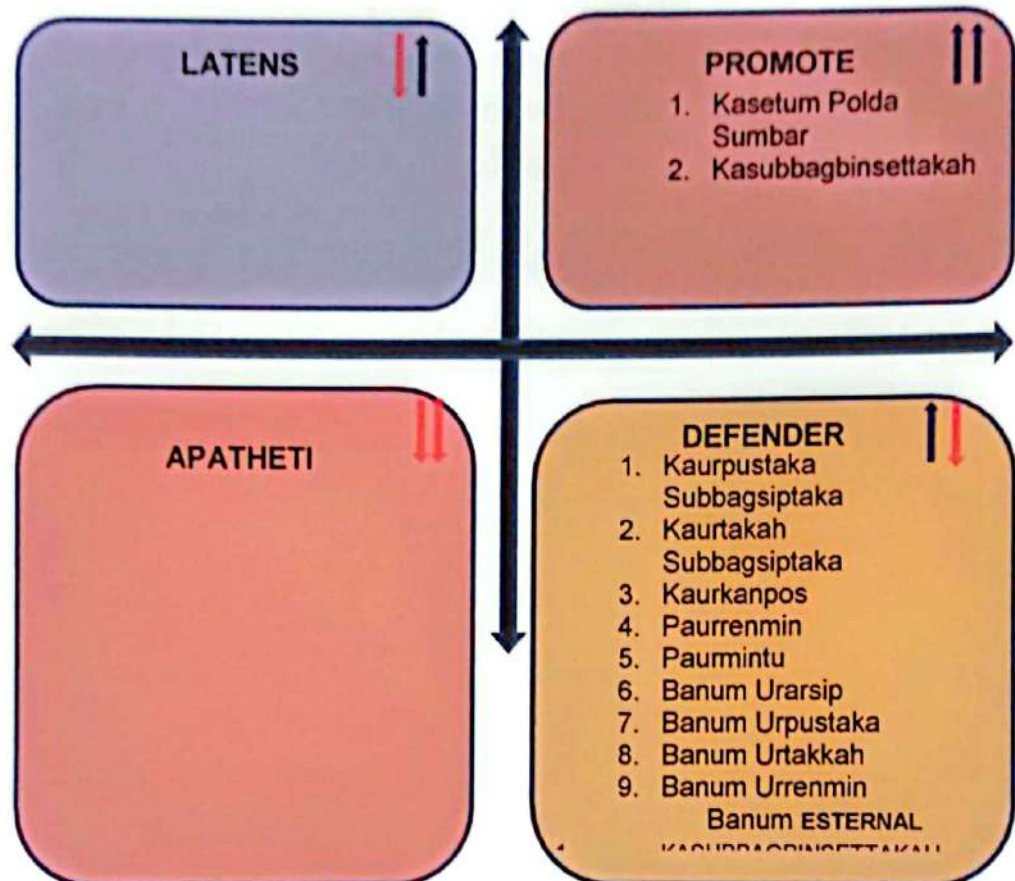 LATENS
PROMOTE
1. Kasetum Polda
Sumbar
2. Kasubbagbinsettakah
APATHETI
DEFENDER
1. Kaurpustaka
Subbagsiptaka
2. Kaurtakah
Subbagsiptaka
3. Kaurkanpos
4. Paurrenmin
5. Paurmintu
6. Banum Urarsip
7. Banum Urpustaka
8. Banum Urtakkah
9. Banum Urrenmin
Banum ESTERNAL